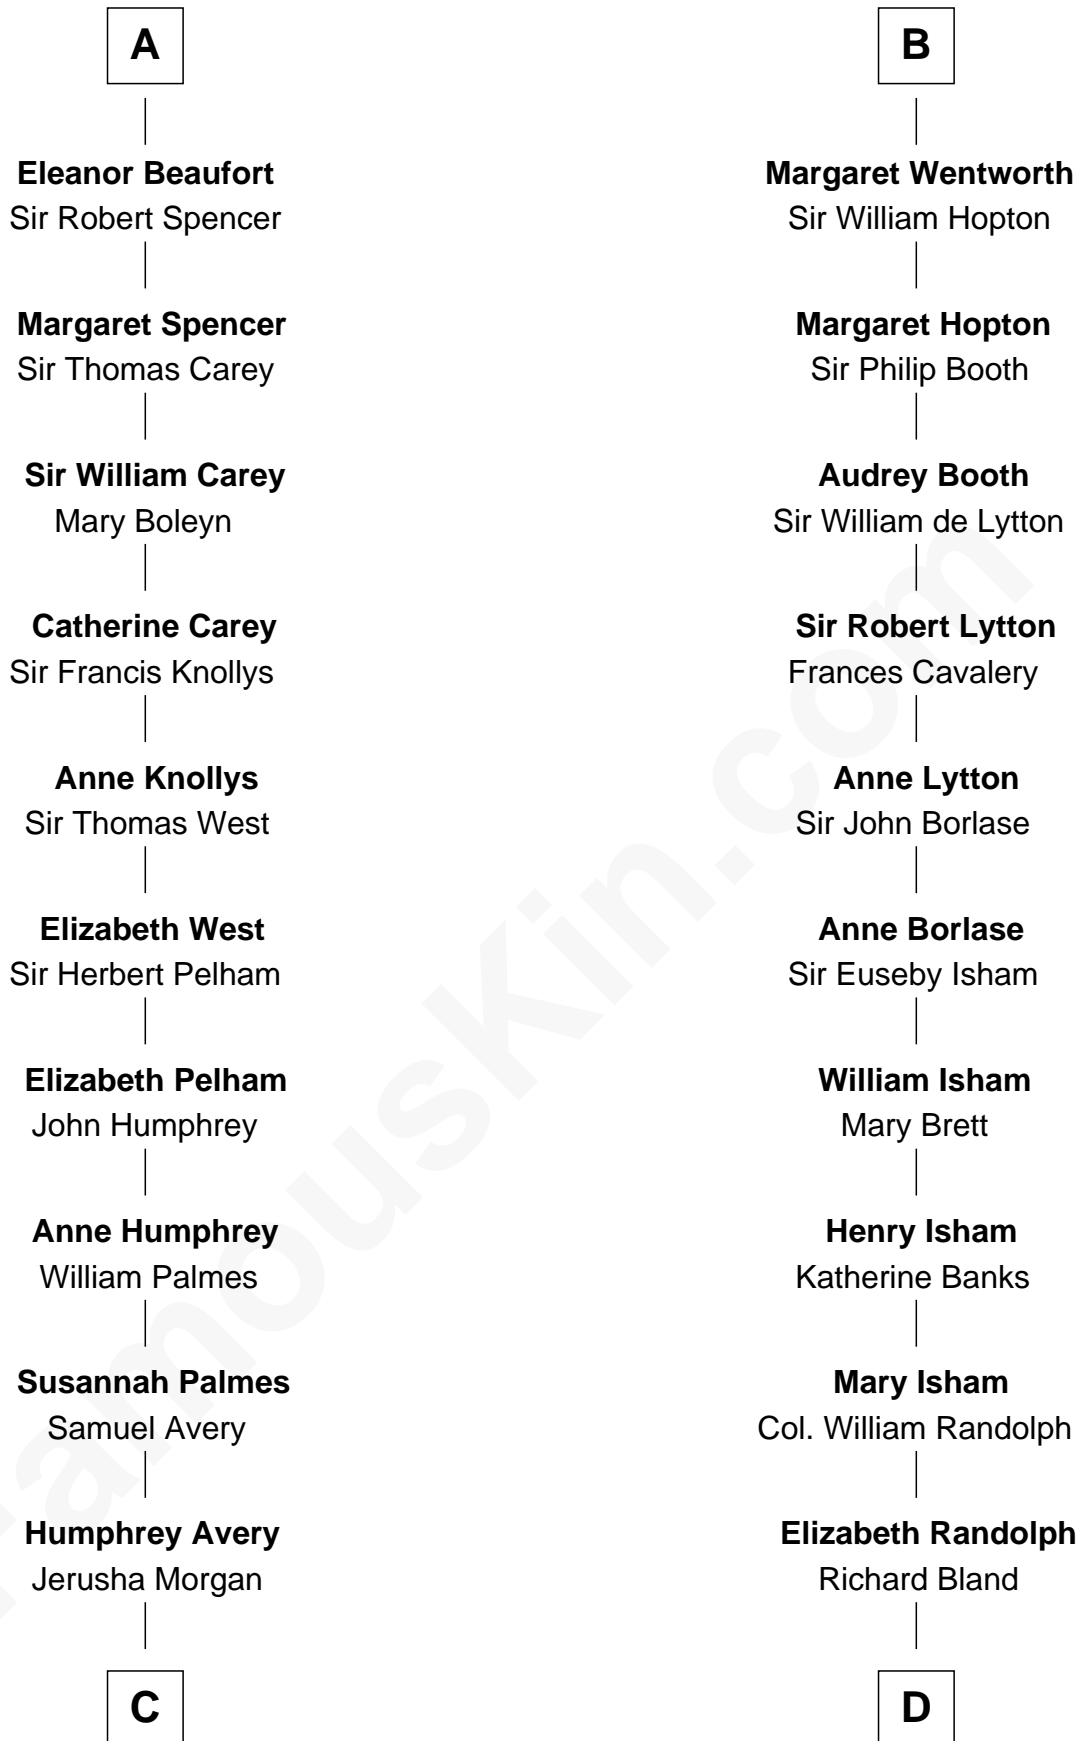 A
Eleanor Beaufort
Sir Robert Spencer
Margaret Spencer
Sir Thomas Carey
Sir William Carey
Mary Boleyn
Catherine Carey
Sir Francis Knollys
Anne Knollys
Sir Thomas West
Elizabeth West
Sir Herbert Pelham
Elizabeth Pelham
John Humphrey
Anne Humphrey
William Palmes
Susannah Palmes
Samuel Avery
Humphrey Avery
Jerusha Morgan
C
B
Margaret Wentworth
Sir William Hopton
Margaret Hopton
Sir Philip Booth
Audrey Booth
Sir William de Lytton
Sir Robert Lytton
Frances Cavalery
Anne Lytton
Sir John Borlase
Anne Borlase
Sir Euseby Isham
William Isham
Mary Brett
Henry Isham
Katherine Banks
Mary Isham
Col. William Randolph
Elizabeth Randolph
Richard Bland
D
FamousKin.com